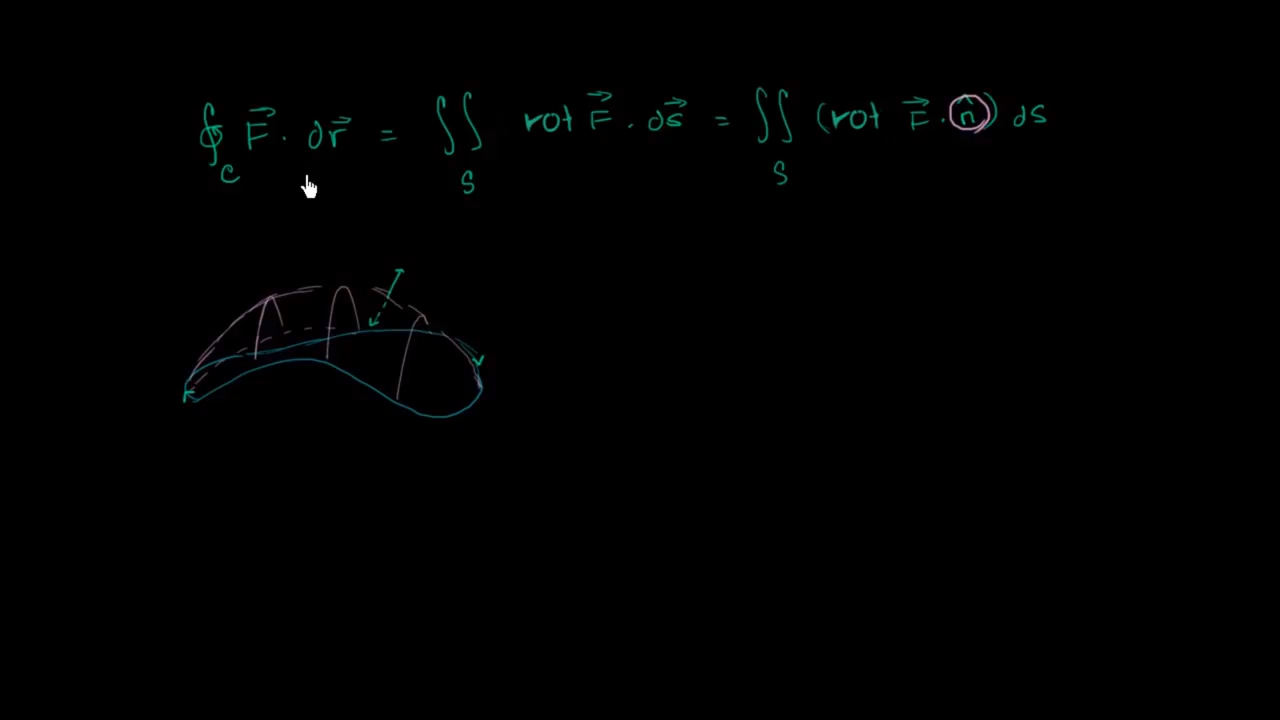 ∮_C F⃗ · dr⃗ = ∬_S rot F⃗ · ds⃗ = ∬_S (rot F⃗ · n̂) ds